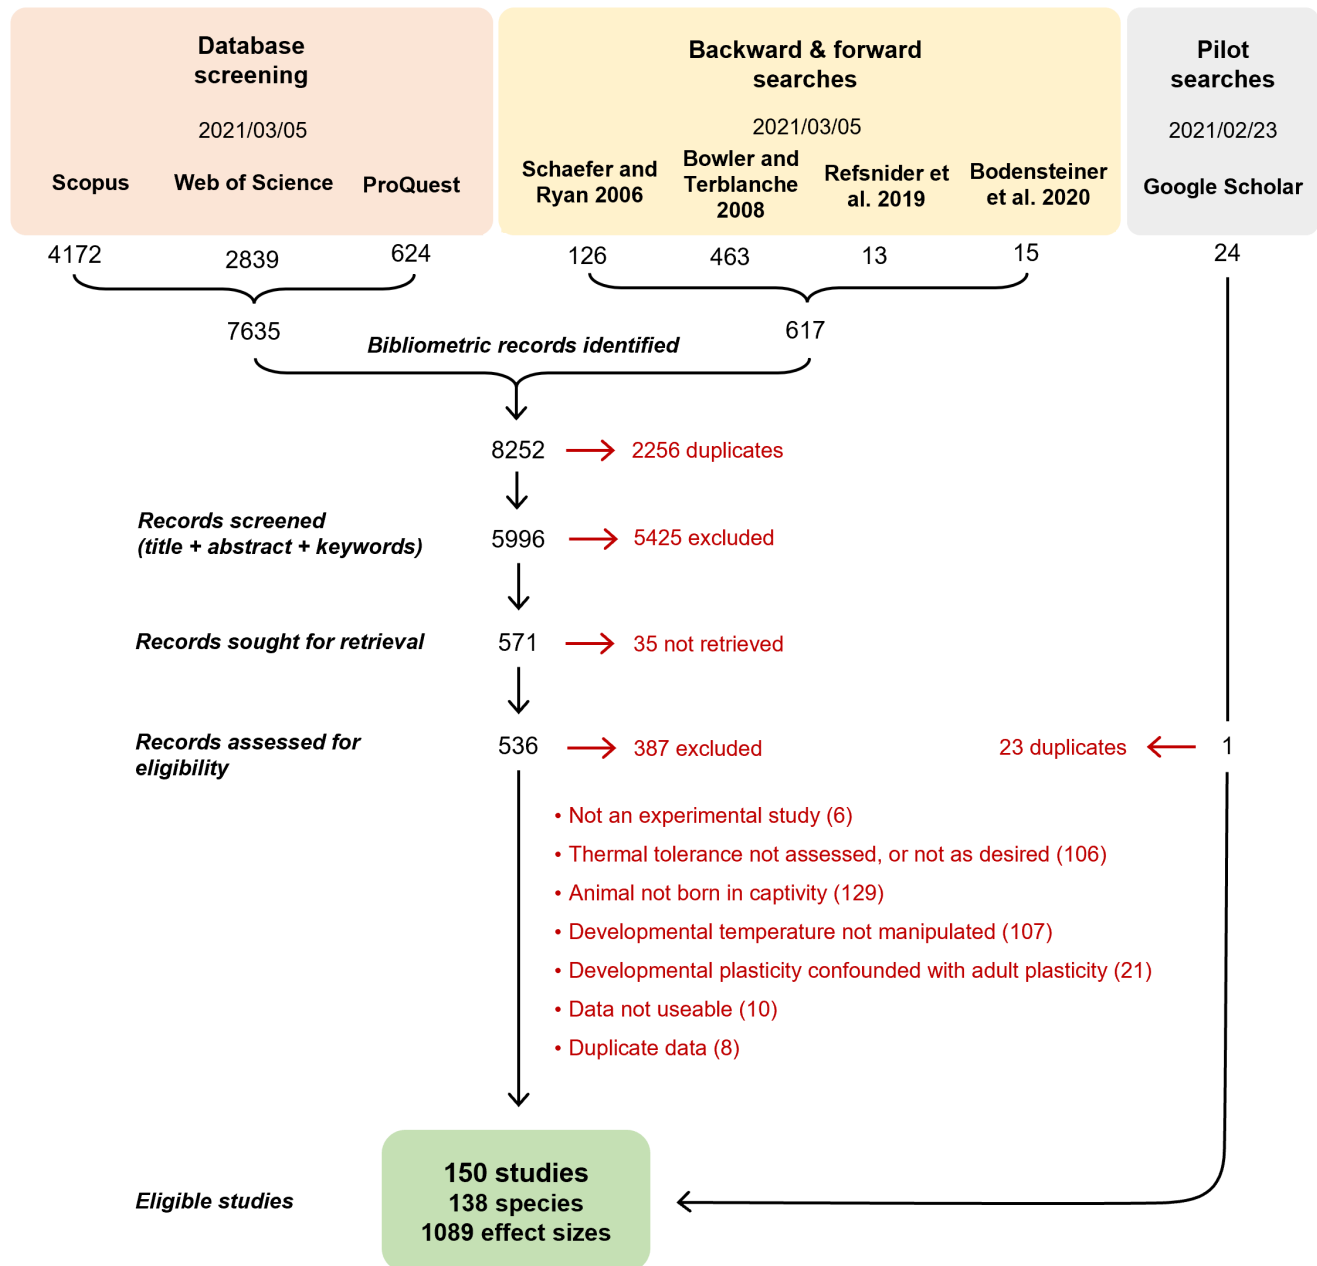 Database
screening
2021/03/05
Scopus
Web of Science
ProQuest
Backward & forward
searches
2021/03/05
Schaefer and
Ryan 2006
Bowler and
Terblanche
2008
Refsnider et
al. 2019
Bodensteiner
et al. 2020
Pilot
searches
2021/02/23
Google Scholar
4172
2839
624
126
463
13
15
24
7635
617
Bibliometric records identified
8252
2256 duplicates
Records screened
(title + abstract + keywords)
5996
5425 excluded
Records sought for retrieval
571
35 not retrieved
Records assessed for
eligibility
536
387 excluded
23 duplicates
1
• Not an experimental study (6)
• Thermal tolerance not assessed, or not as desired (106)
• Animal not born in captivity (129)
• Developmental temperature not manipulated (107)
• Developmental plasticity confounded with adult plasticity (21)
• Data not useable (10)
• Duplicate data (8)
Eligible studies
150 studies
138 species
1089 effect sizes